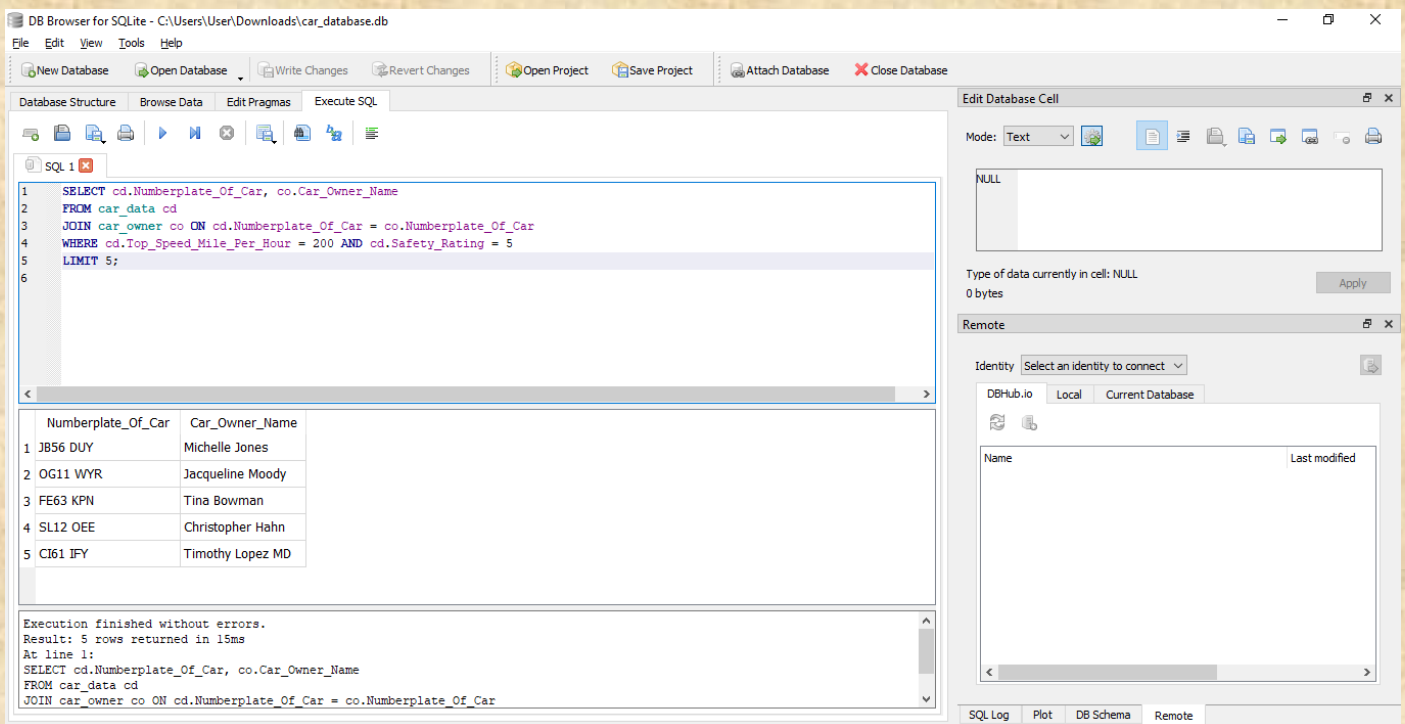 DB Browser for SQLite - C:\Users\User\Downloads\car_database.db
File Edit View Tools Help
New Database Open Database Write Changes Revert Changes Open Project Save Project Attach Database Close Database
Database Structure Browse Data Edit Pragmas Execute SQL
SQL 1
1 SELECT cd.Numberplate_Of_Car, co.Car_Owner_Name
2 FROM car_data cd
3 JOIN car_owner co ON cd.Numberplate_Of_Car = co.Numberplate_Of_Car
4 WHERE cd.Top_Speed_Mile_Per_Hour = 200 AND cd.Safety_Rating = 5
5 LIMIT 5;
6
Numberplate_Of_Car Car_Owner_Name
1 JB56 DUY Michelle Jones
2 OG11 WYR Jacqueline Moody
3 FE63 KPN Tina Bowman
4 SL12 OEE Christopher Hahn
5 CI61 IFY Timothy Lopez MD
Execution finished without errors.
Result: 5 rows returned in 15ms
At line 1:
SELECT cd.Numberplate_Of_Car, co.Car_Owner_Name
FROM car_data cd
JOIN car_owner co ON cd.Numberplate_Of_Car = co.Numberplate_Of_Car
Edit Database Cell
Mode: Text
NULL
Type of data currently in cell: NULL
0 bytes
Apply
Remote
Identity Select an identity to connect
DBHub.io Local Current Database
Name Last modified
SQL Log Plot DB Schema Remote